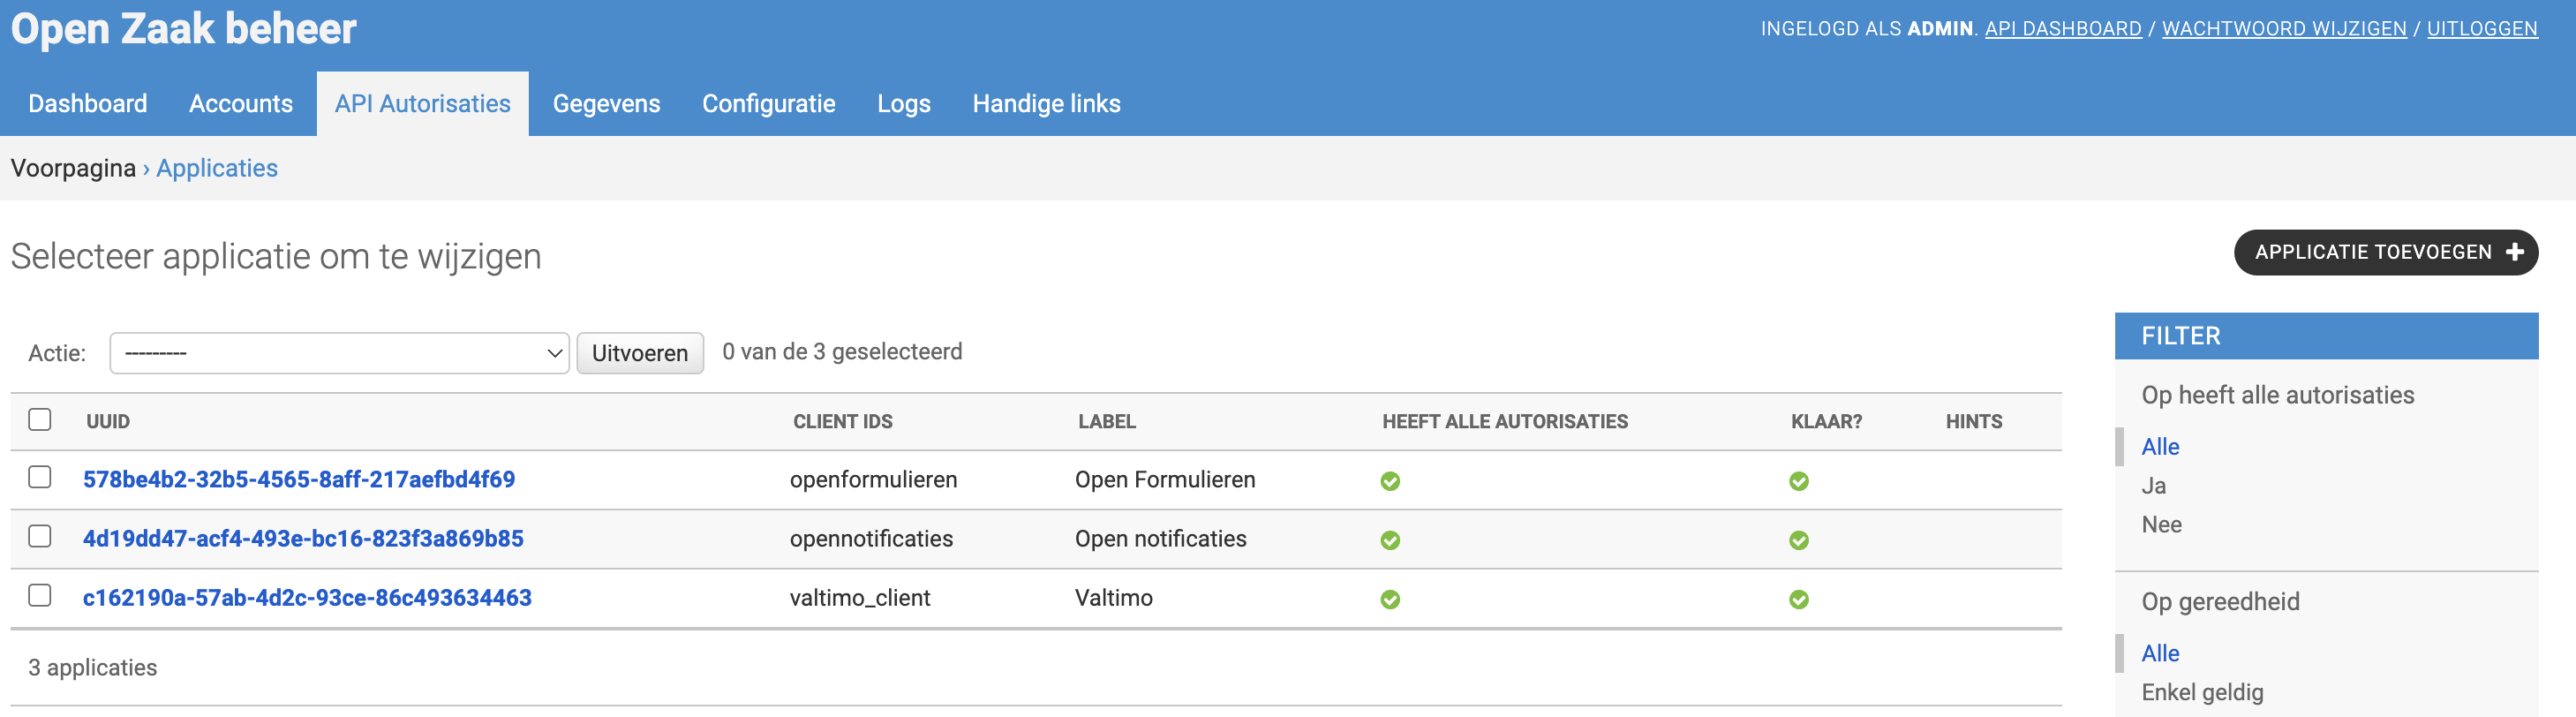 Open Zaak beheer
INGELOGD ALS ADMIN. API DASHBOARD / WACHTWOORD WIJZIGEN / UITLOGGEN
Dashboard Accounts API Autorisaties Gegevens Configuratie Logs Handige links
Voorpagina › Applicaties
Selecteer applicatie om te wijzigen
APPLICATIE TOEVOEGEN +
Actie: --------- Uitvoeren 0 van de 3 geselecteerd
UUID CLIENT IDS LABEL HEEFT ALLE AUTORISATIES KLAAR? HINTS
578be4b2-32b5-4565-8aff-217aefbd4f69 openformulieren Open Formulieren
4d19dd47-acf4-493e-bc16-823f3a869b85 opennotificaties Open notificaties
c162190a-57ab-4d2c-93ce-86c493634463 valtimo_client Valtimo
3 applicaties
FILTER
Op heeft alle autorisaties
Alle
Ja
Nee
Op gereedheid
Alle
Enkel geldig